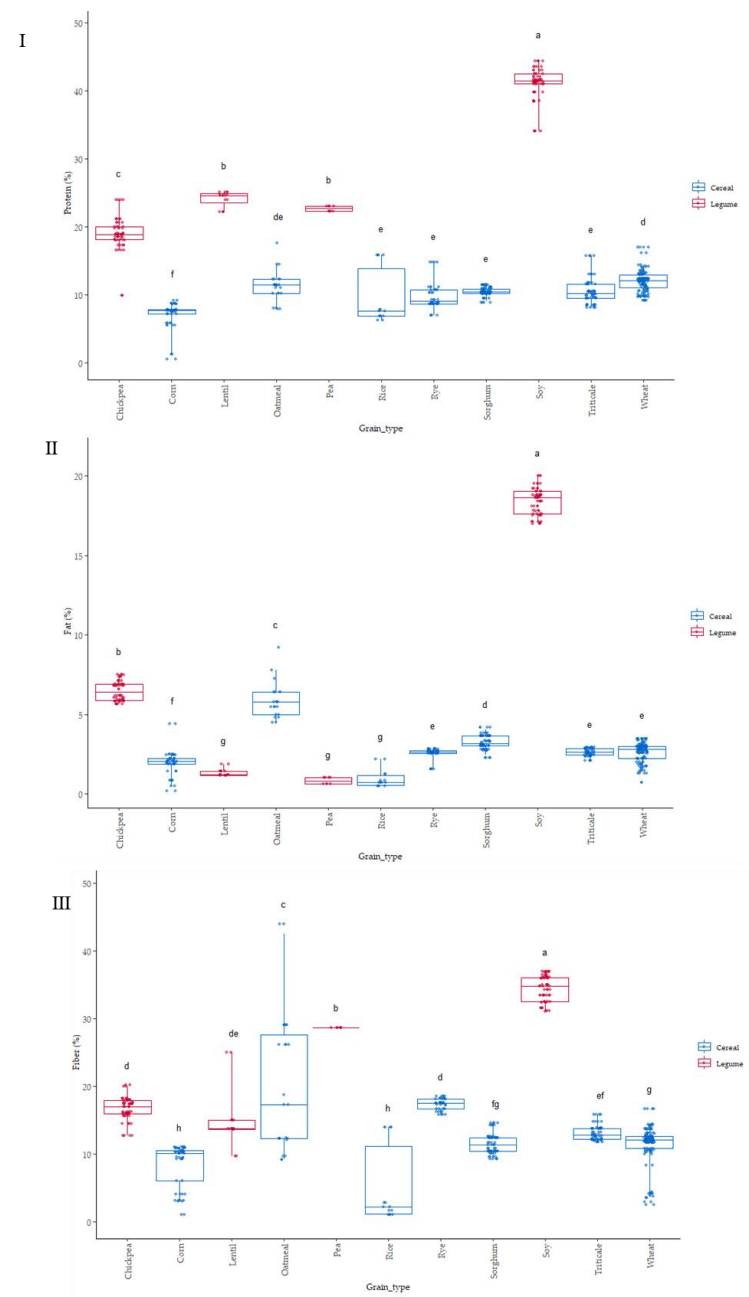 I
50
40
30
20
10
0
Protein (%)
c
f
b
de
b
e
e
e
a
e
d
Cereal
Legume
Chickpea
Corn
Lentil
Oatmeal
Pea
Rice
Rye
Sorghum
Soy
Triticale
Wheat
Grain_type
II
20
15
10
5
0
Fat (%)
b
f
g
c
g
g
e
d
a
e
e
Cereal
Legume
Chickpea
Corn
Lentil
Oatmeal
Pea
Rice
Rye
Sorghum
Soy
Triticale
Wheat
Grain_type
III
50
40
30
20
10
0
Fiber (%)
d
h
de
c
b
h
d
fg
a
ef
g
Cereal
Legume
Chickpea
Corn
Lentil
Oatmeal
Pea
Rice
Rye
Sorghum
Soy
Triticale
Wheat
Grain_type